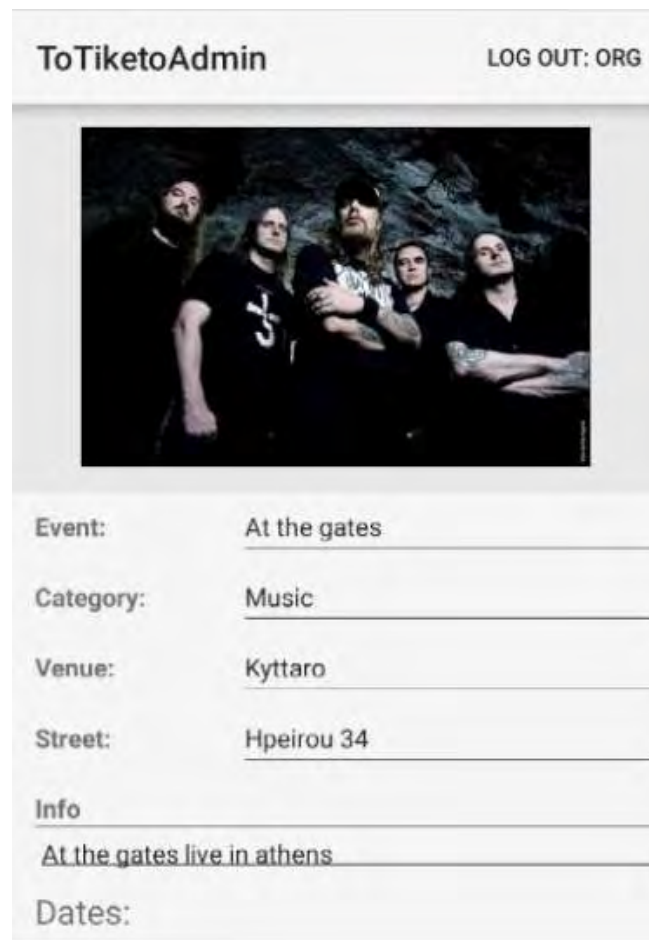 ToTiketoAdmin LOG OUT: ORG
Event: At the gates
Category: Music
Venue: Kyttaro
Street: Hpeirou 34
Info
At the gates live in athens
Dates: